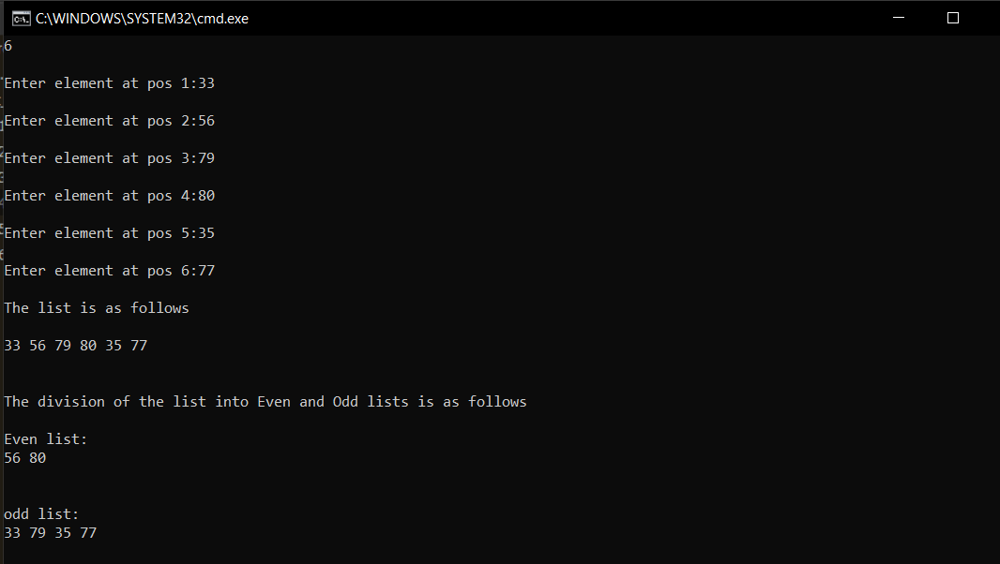 C:\WINDOWS\SYSTEM32\cmd.exe
6
Enter element at pos 1:33
Enter element at pos 2:56
Enter element at pos 3:79
Enter element at pos 4:80
Enter element at pos 5:35
Enter element at pos 6:77
The list is as follows
33 56 79 80 35 77
The division of the list into Even and Odd lists is as follows
Even list:
56 80
odd list:
33 79 35 77